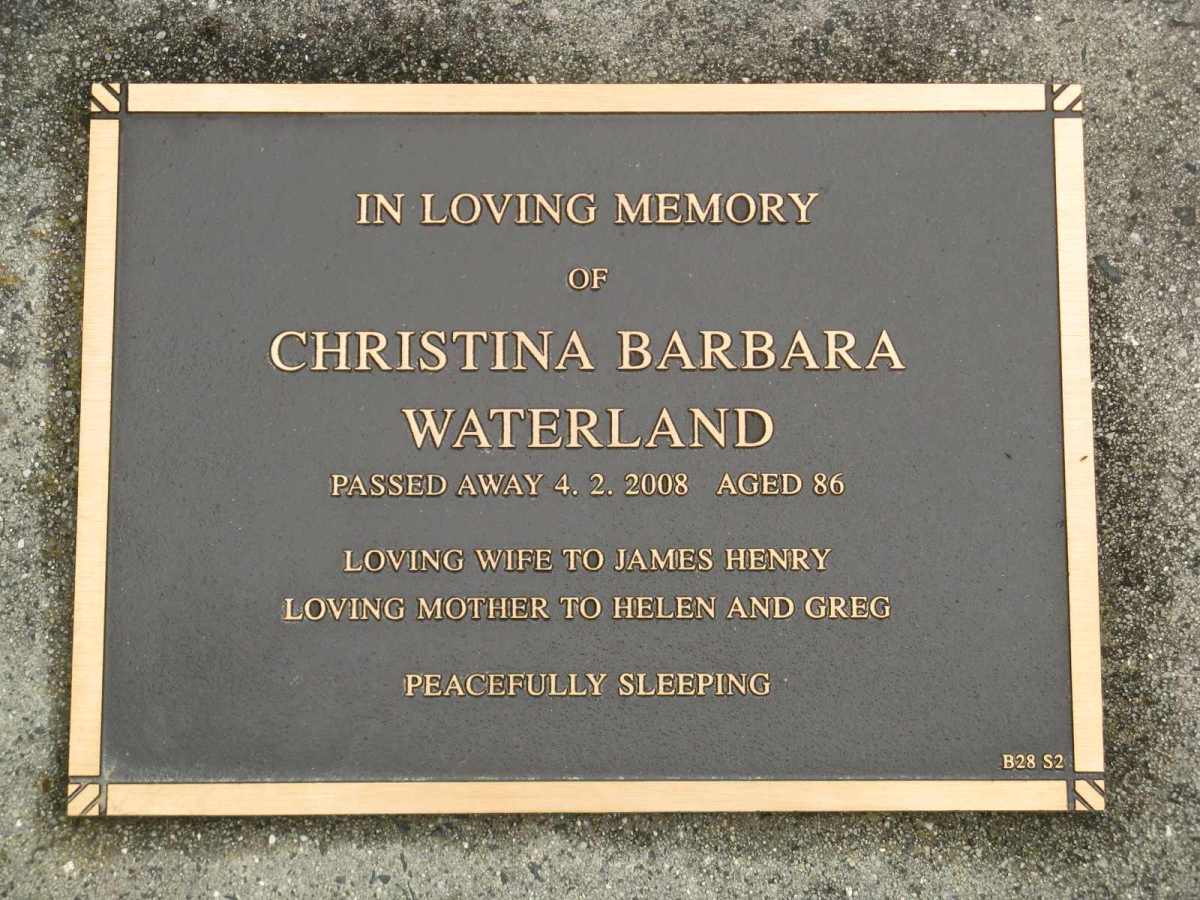 IN LOVING MEMORY
OF
CHRISTINA BARBARA
WATERLAND
PASSED AWAY 4. 2. 2008 AGED 86
LOVING WIFE TO JAMES HENRY
LOVING MOTHER TO HELEN AND GREG
PEACEFULLY SLEEPING
B28 S2